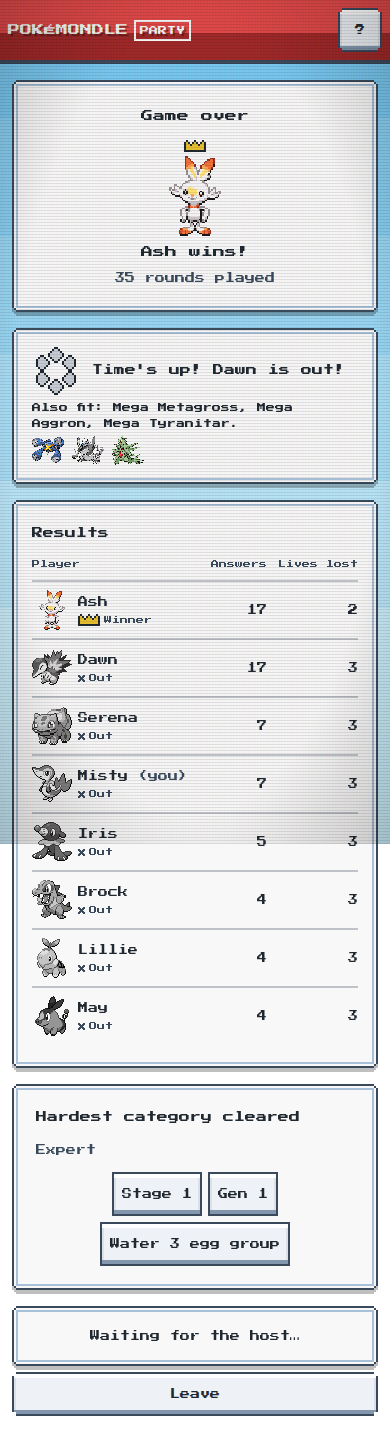 POKéMONDLE PARTY ?
Game over
Ash wins!
35 rounds played
Time's up! Dawn is out!
Also fit: Mega Metagross, Mega
Aggron, Mega Tyranitar.
Results
Player Answers Lives lost
Ash 17 2
Winner
Dawn 17 3
x Out
Serena 7 3
x Out
Misty (you) 7 3
x Out
Iris 5 3
x Out
Brock 4 3
x Out
Lillie 4 3
x Out
May 4 3
x Out
Hardest category cleared
Expert
Stage 1 Gen 1
Water 3 egg group
Waiting for the host…
Leave